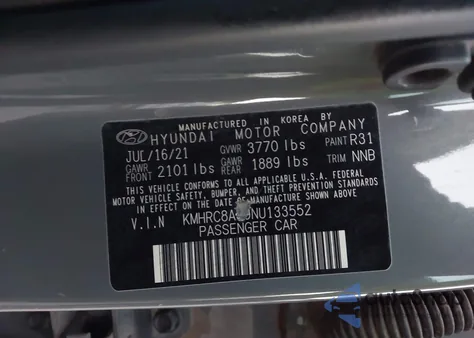 MANUFACTURED IN KOREA BY
HYUNDAI MOTOR COMPANY
JUL/16/21 GVWR 3770 lbs PAINT R31
GAWR FRONT 2101 lbs GAWR REAR 1889 lbs TRIM NNB
THIS VEHICLE CONFORMS TO ALL APPLICABLE U.S.A. FEDERAL
MOTOR VEHICLE SAFETY, BUMPER, AND THEFT PREVENTION
STANDARDS IN EFFECT ON THE DATE OF MANUFACTURE SHOWN ABOVE.
V.I.N
PASSENGER CAR